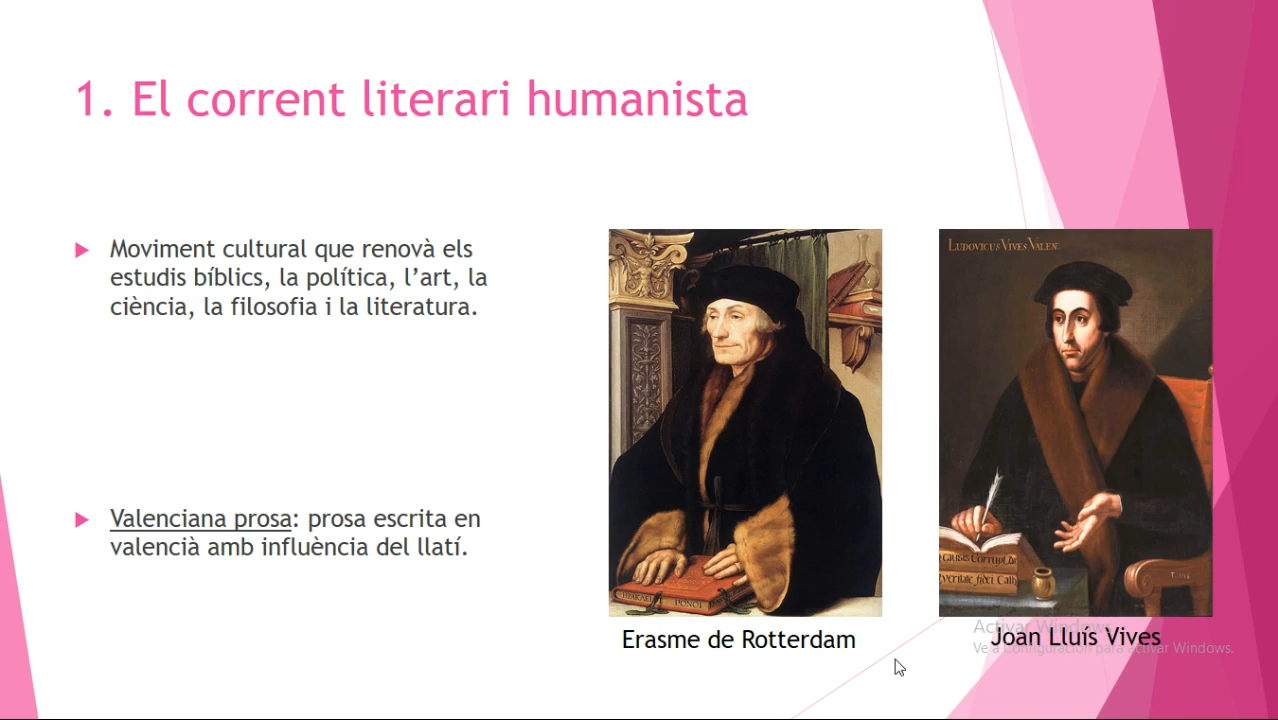 1. El corrent literari humanista
Moviment cultural que renovà els
estudis bíblics, la política, l’art, la
ciència, la filosofia i la literatura.
Valenciana prosa: prosa escrita en
valencià amb influència del llatí.
LUDOVICUS VIVES VALEN.
Erasme de Rotterdam
Joan Lluís Vives
Activar Windows
Ve a Configuración para activar Windows.